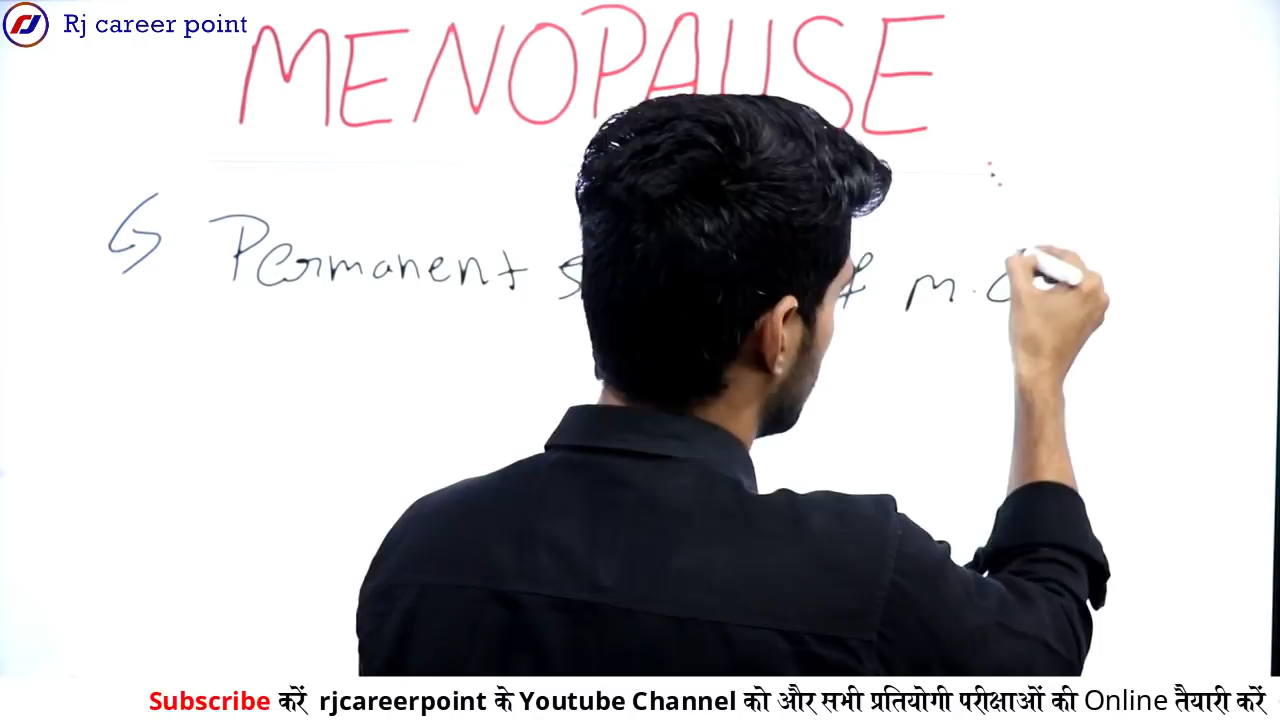 Rj career point
MENOPAUSE
Permanent m.c
Subscribe करें rjcareerpoint के Youtube Channel को और सभी प्रतियोगी परीक्षाओं की Online तैयारी करें